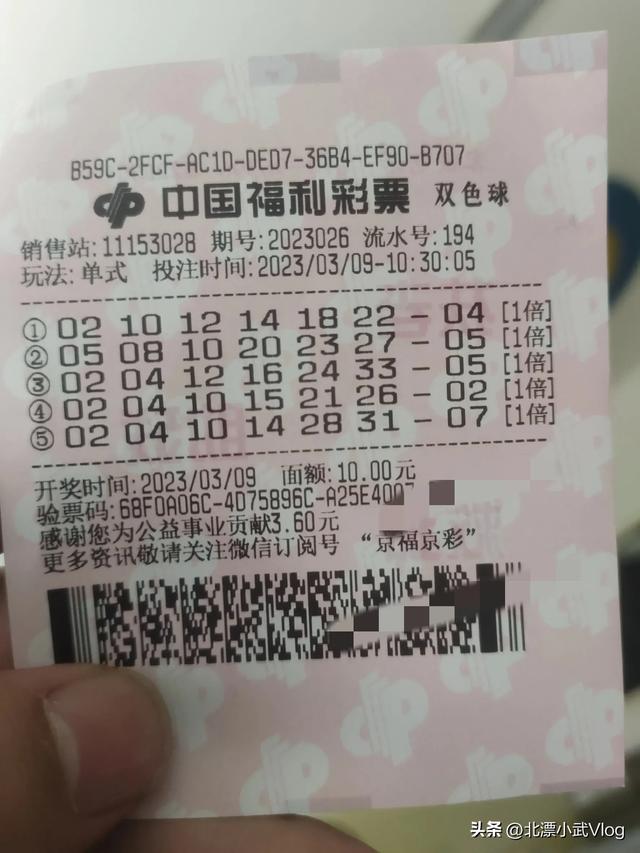 B59C-2FCF-AC1D-DED7-36B4-EF90-B707
中国福利彩票 双色球
销售站:11153028 期号:2023026 流水号:194
玩法:单式 投注时间:2023/03/09-10:30:05
① 02 10 12 14 18 22 - 04 [1倍]
② 05 08 10 20 23 27 - 05 [1倍]
③ 02 04 12 16 24 33 - 05 [1倍]
④ 02 04 10 15 21 26 - 02 [1倍]
⑤ 02 04 10 14 28 31 - 07 [1倍]
开奖时间:2023/03/09 面额:10.00元
验票码:68F0A06C-4D75896C-A25E4007
感谢您为公益事业贡献3.60元
更多资讯敬请关注微信订阅号 “京福京彩”
头条 @北漂小武Vlog